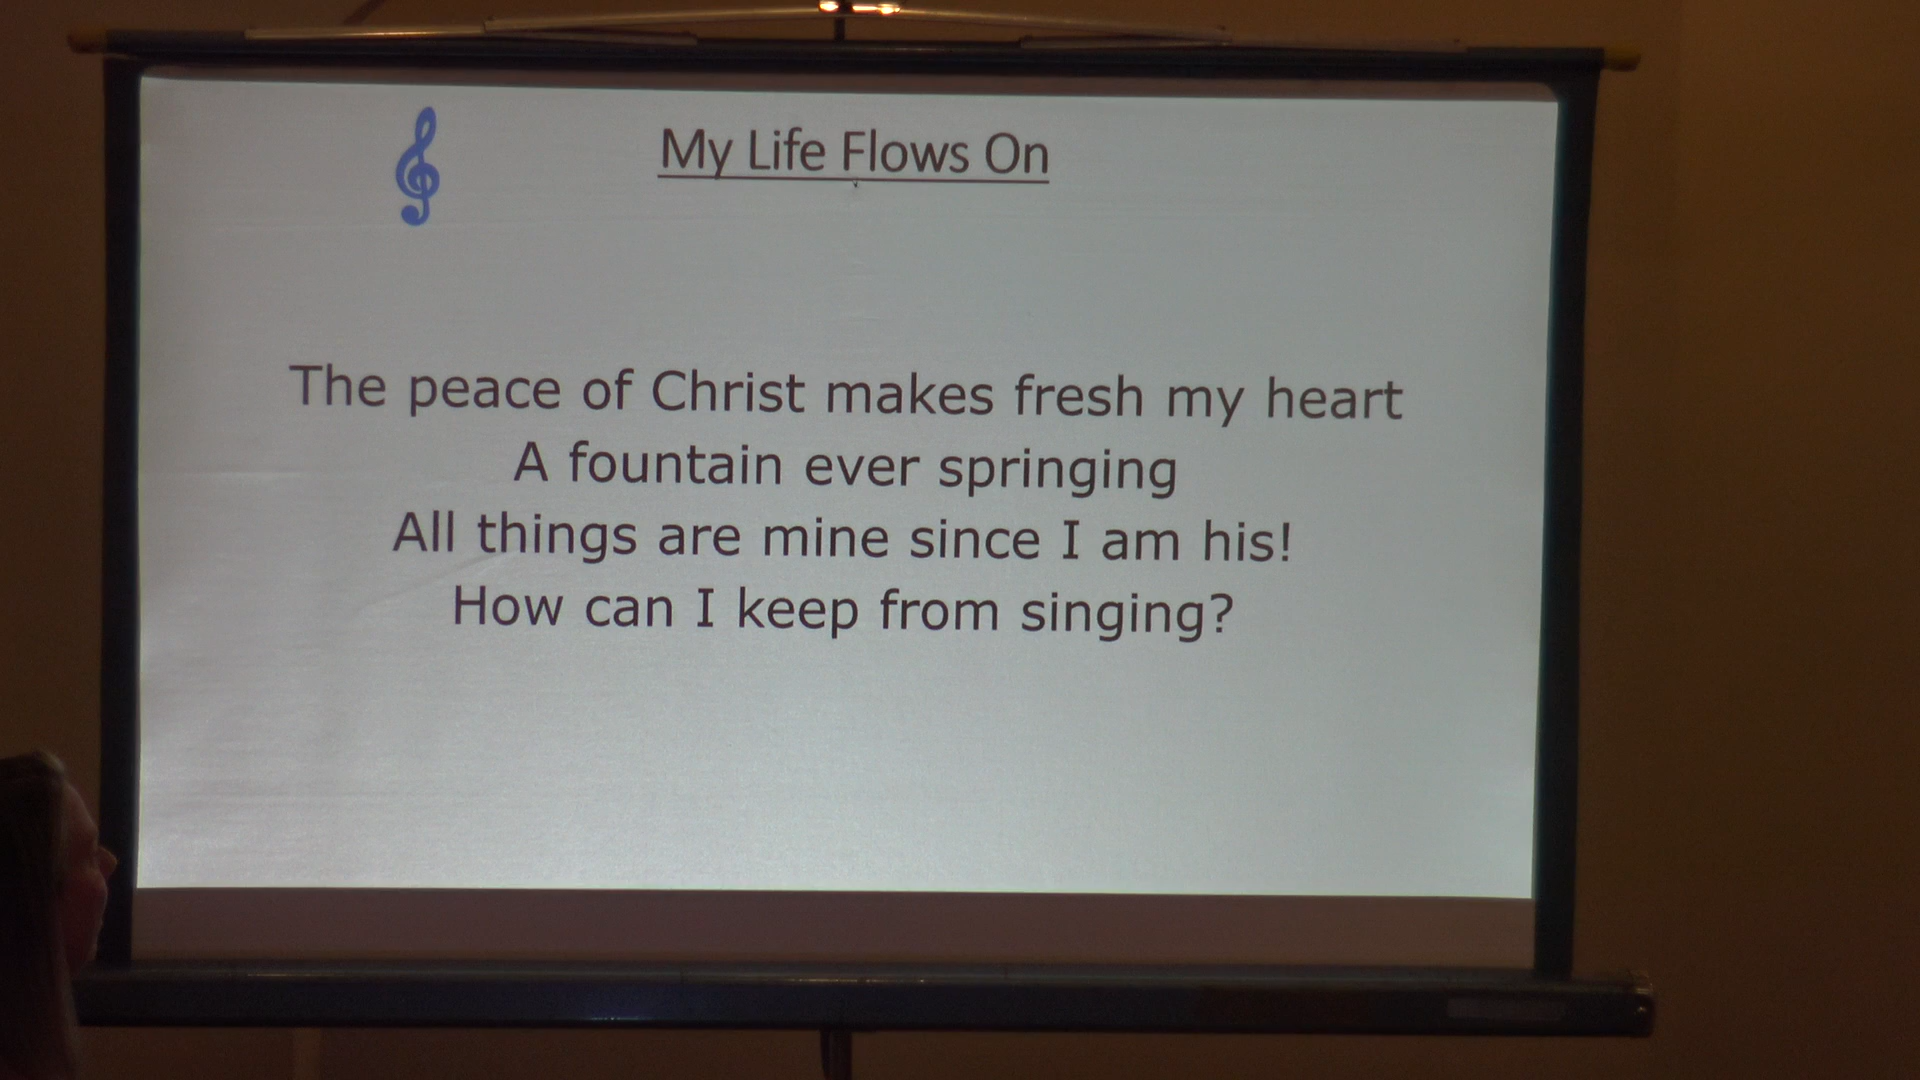 My Life Flows On
The peace of Christ makes fresh my heart
A fountain ever springing
All things are mine since I am his!
How can I keep from singing?